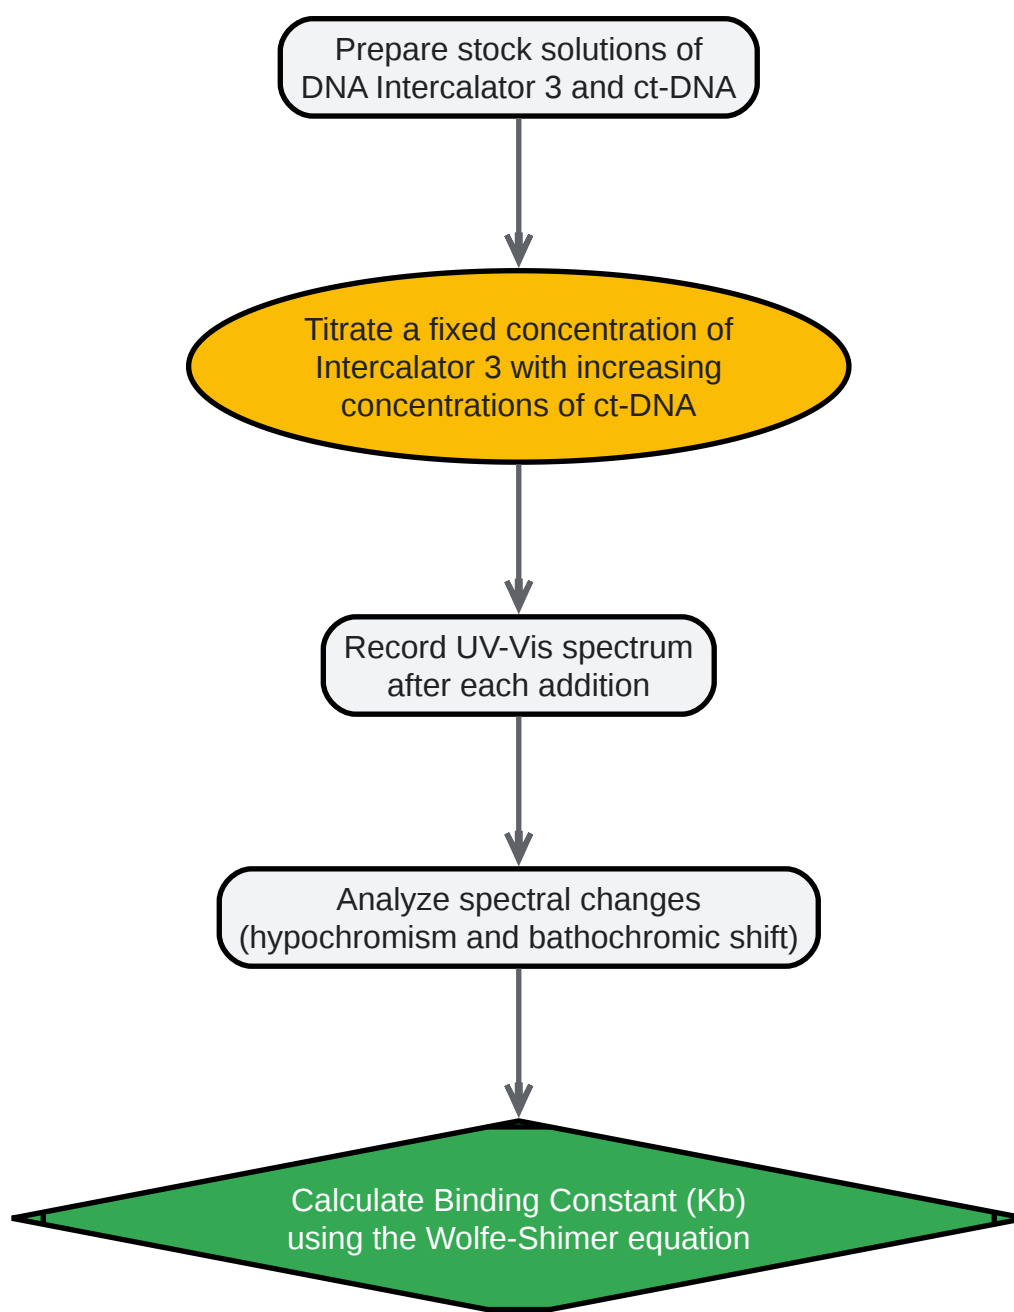 Prepare stock solutions of
DNA Intercalator 3 and ct-DNA
Titrate a fixed concentration of
Intercalator 3 with increasing
concentrations of ct-DNA
Record UV-Vis spectrum
after each addition
Analyze spectral changes
(hypochromism and bathochromic shift)
Calculate Binding Constant (Kb)
using the Wolfe-Shimer equation